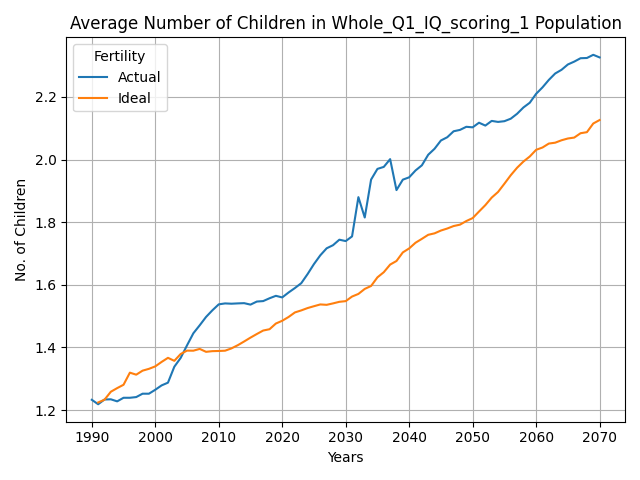 Average Number of Children in Whole_Q1_IQ_scoring_1 Population
Fertility
Actual
Ideal
No. of Children
2.2
2.0
1.8
1.6
1.4
1.2
1990 2000 2010 2020 2030 2040 2050 2060 2070
Years